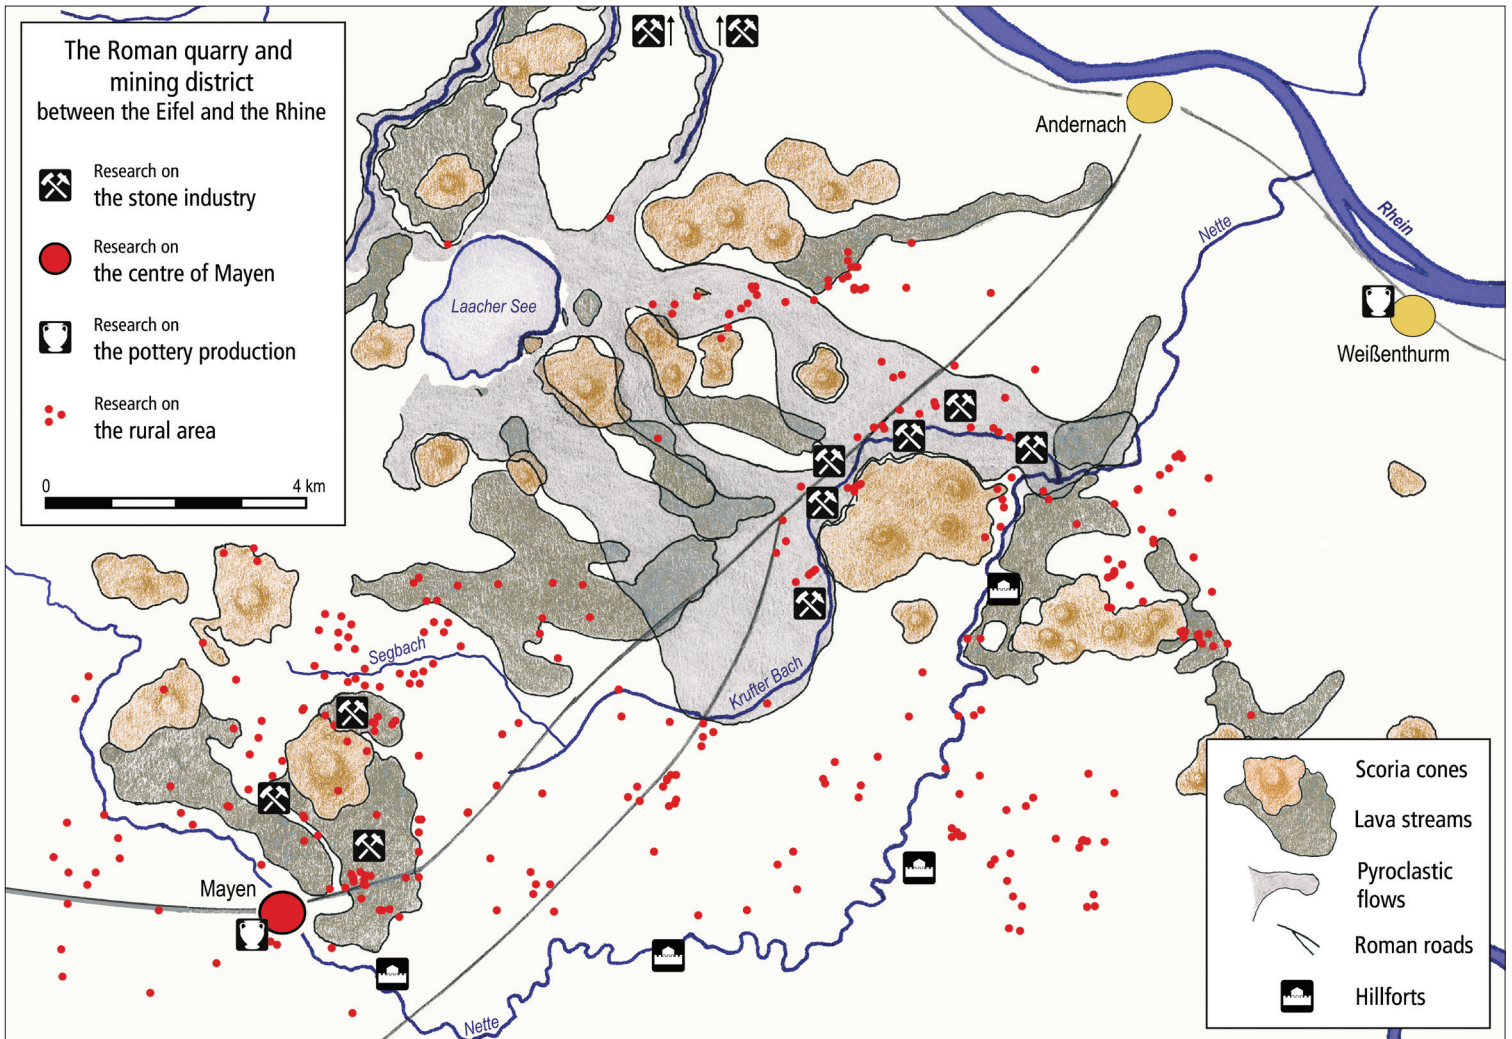 The Roman quarry and
mining district
between the Eifel and the Rhine
Research on
the stone industry
Research on
the centre of Mayen
Research on
the pottery production
Research on
the rural area
0 4 km
Andernach
Rhein
Nette
Weißenthurm
Laacher See
Segbach
Krufter Bach
Mayen
Nette
Scoria cones
Lava streams
Pyroclastic
flows
Roman roads
Hillforts